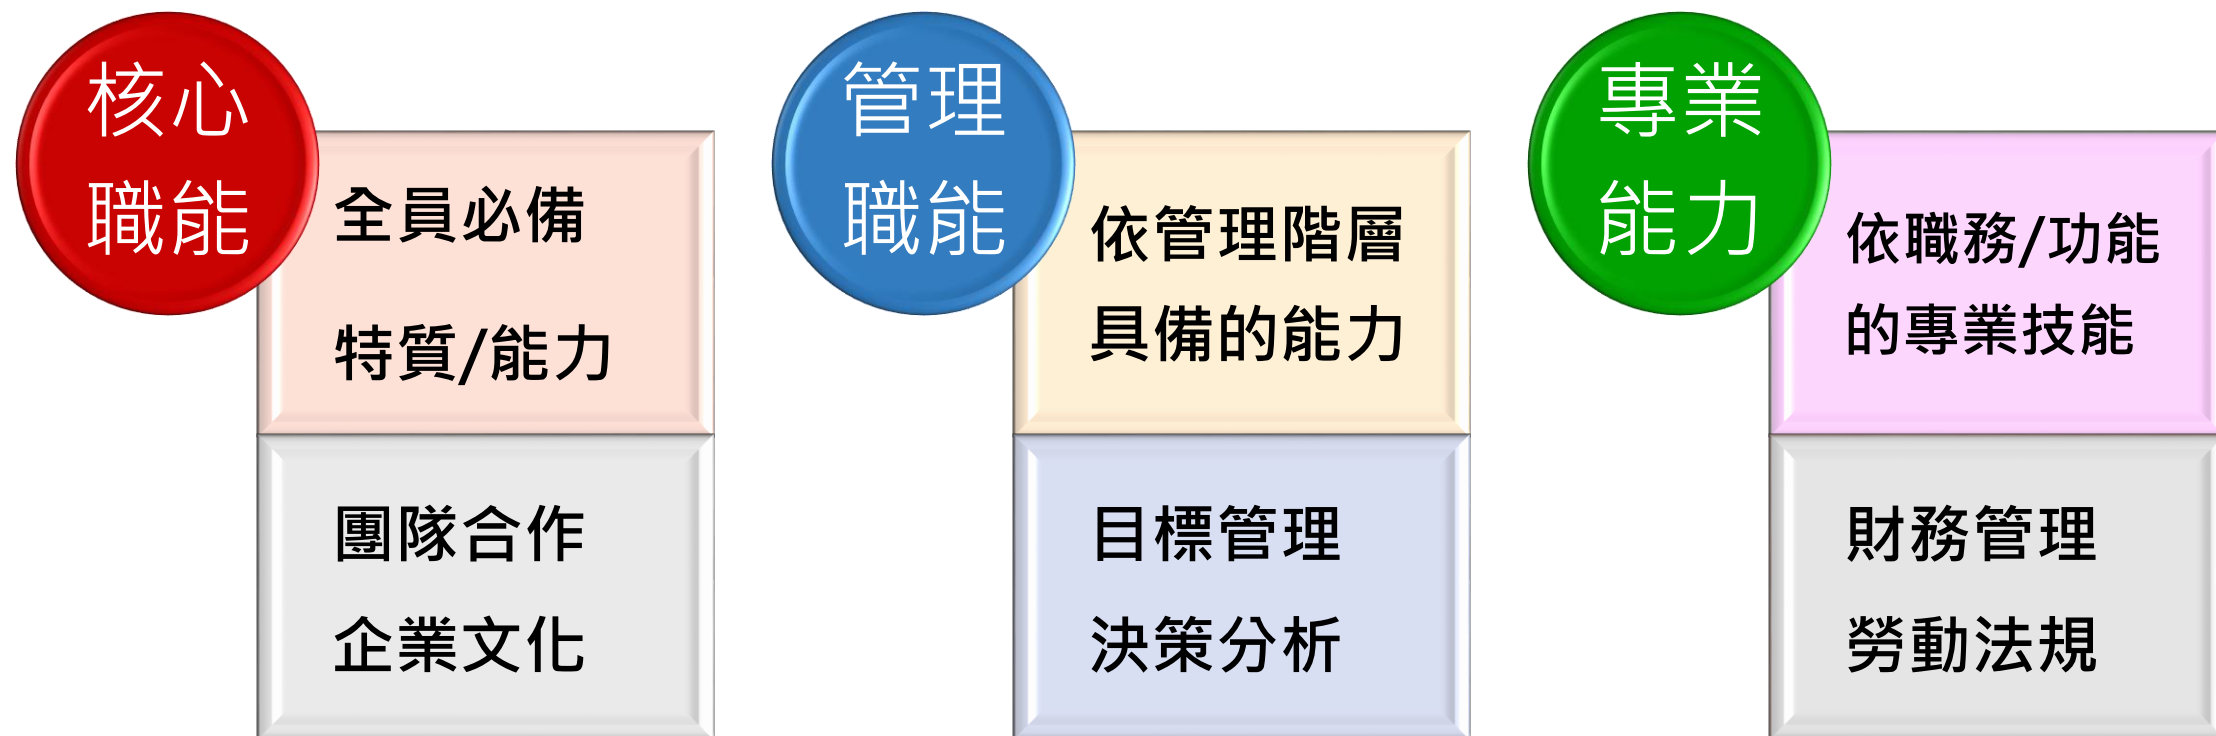 核心
職能
全員必備
特質/能力
團隊合作
企業文化
管理
職能
依管理階層
具備的能力
目標管理
決策分析
專業
能力
依職務/功能
的專業技能
財務管理
勞動法規